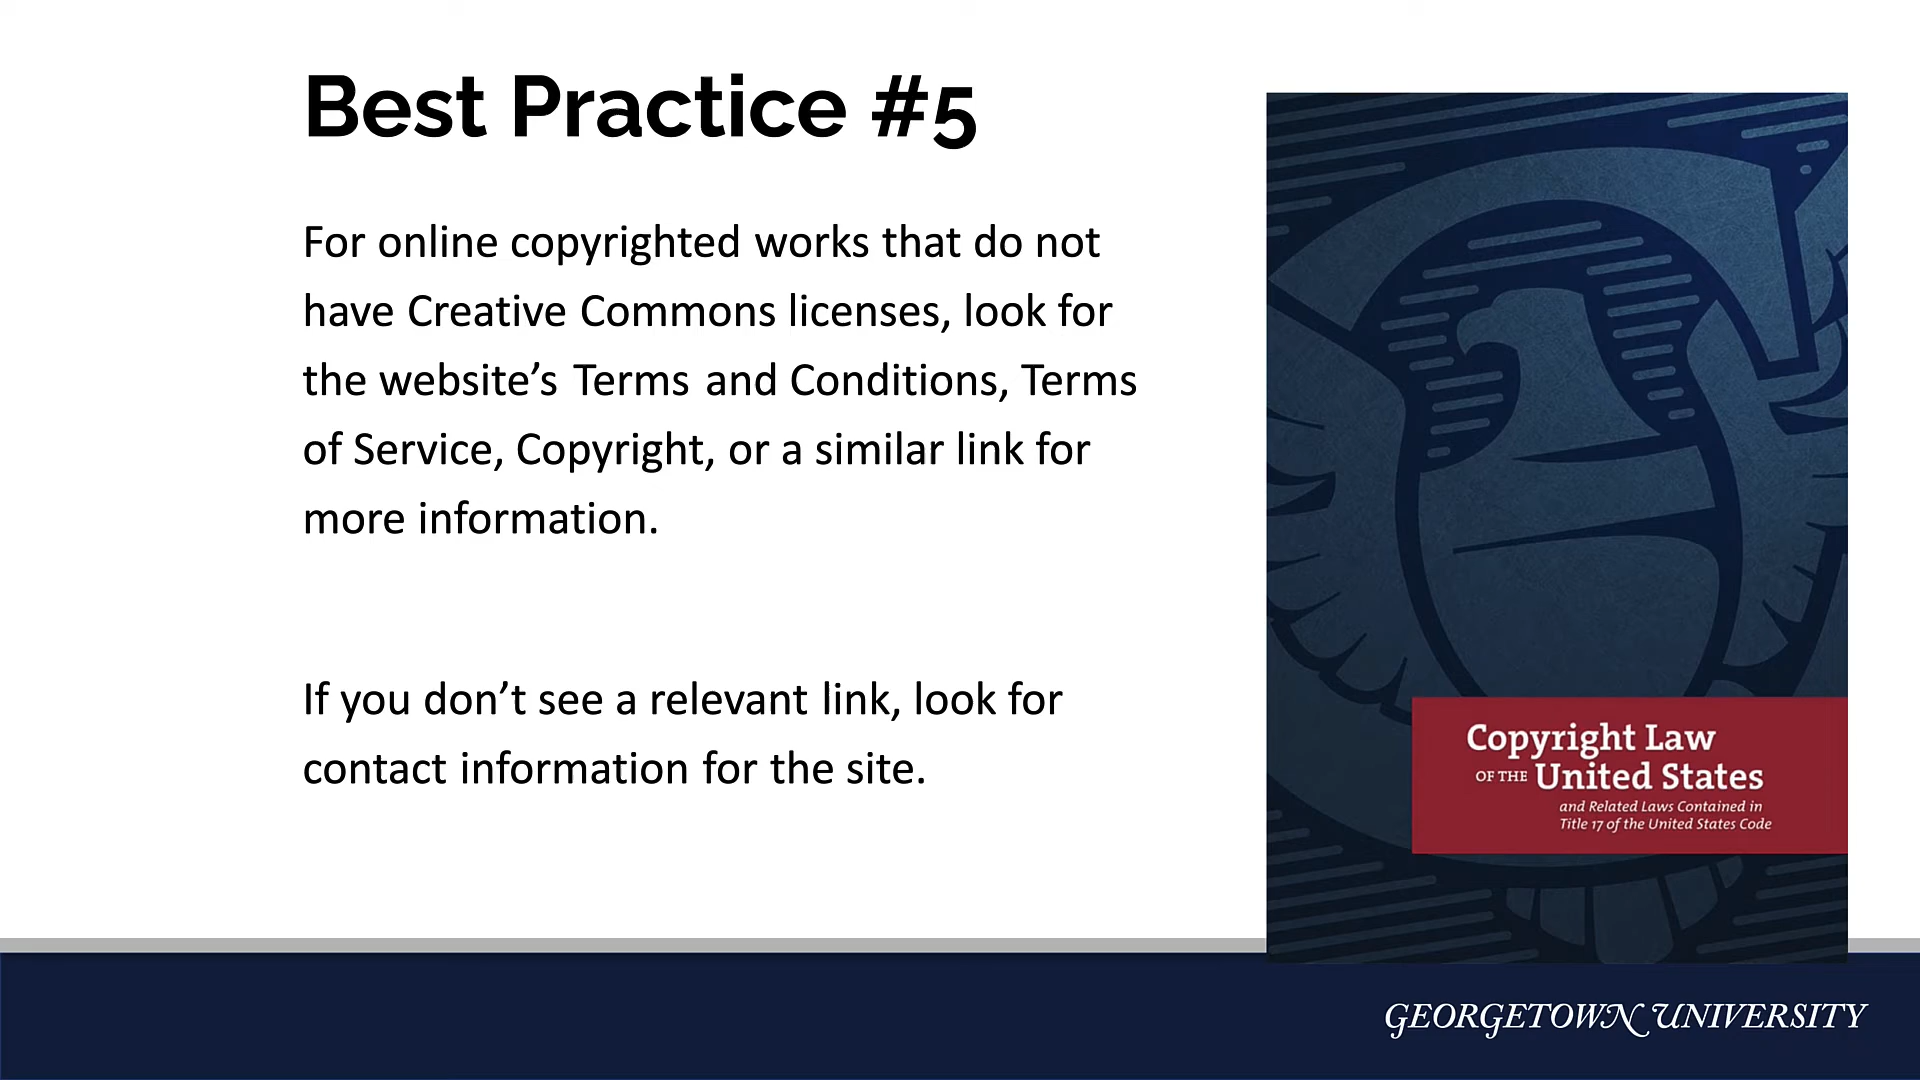 Best Practice #5
For online copyrighted works that do not
have Creative Commons licenses, look for
the website’s Terms and Conditions, Terms
of Service, Copyright, or a similar link for
more information.
If you don’t see a relevant link, look for
contact information for the site.
Copyright Law
OF THE United States
and Related Laws Contained in
Title 17 of the United States Code
GEORGETOWN UNIVERSITY